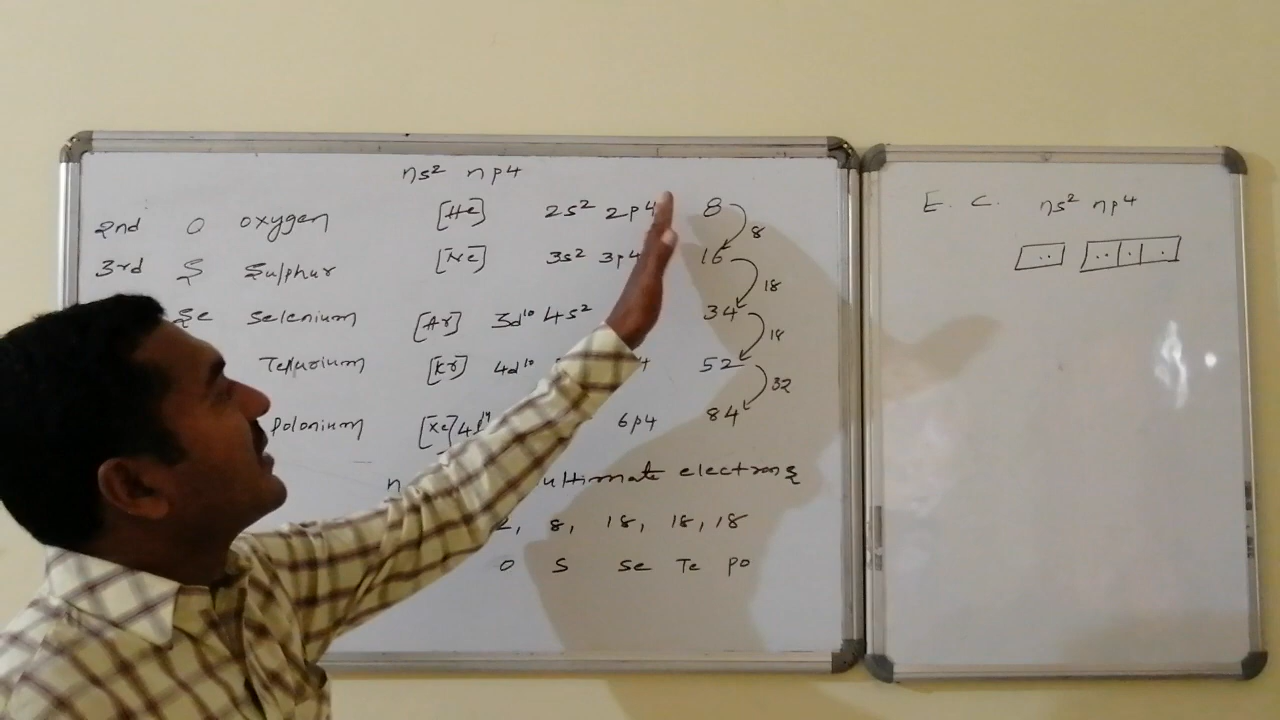 ns² np4
2nd O oxygen [He] 2s² 2p4 8
8
3rd S Sulphur [Ne] 3s² 3p4 16
18
Se Selenium [Ar] 3d¹⁰ 4s² 34
18
Tellurium [Kr] 4d¹⁰ 4 52
32
Polonium [Xe] 4f¹⁴ 6p4 84
electrons
2, 8, 18, 18, 18
O S Se Te Po
E. C. ns² np4